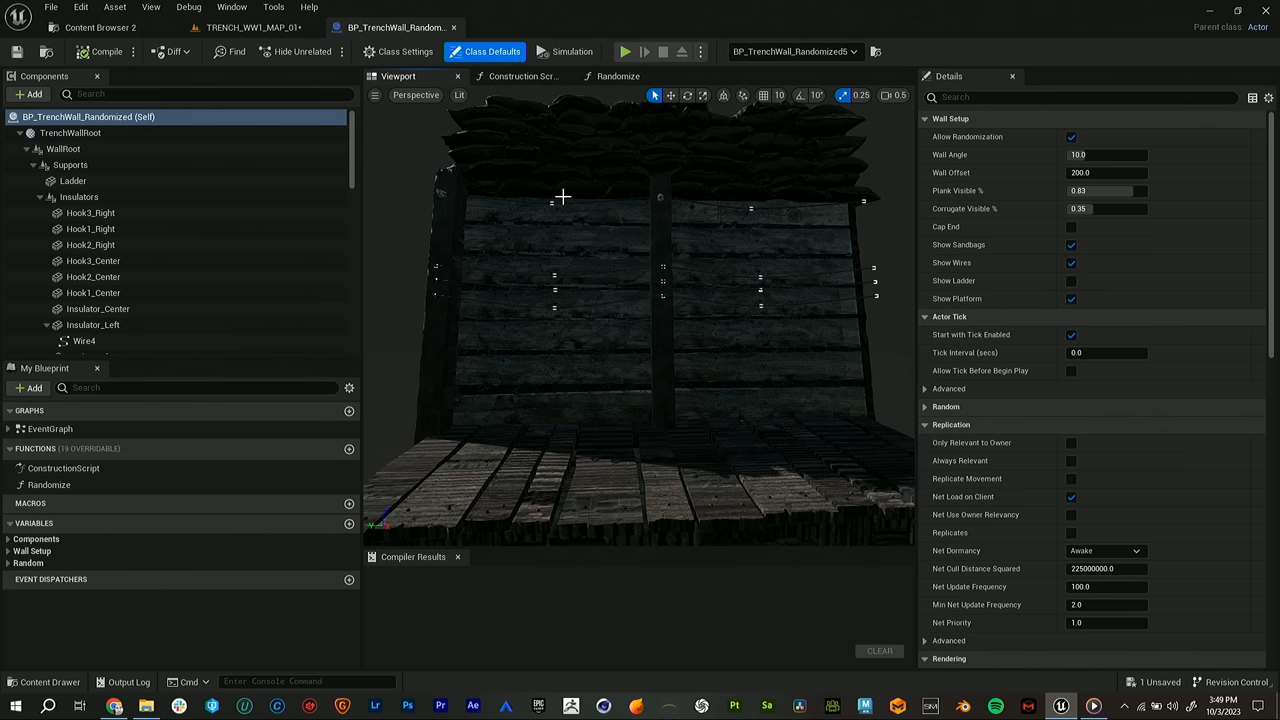 File Edit Asset View Debug Window Tools Help
Content Browser 2 TRENCH_WW1_MAP_01* BP_TrenchWall_Random... Parent class: Actor
Compile Diff Find Hide Unrelated Class Settings Class Defaults Simulation BP_TrenchWall_Randomized5
Components
Add Search
BP_TrenchWall_Randomized (Self)
TrenchWallRoot
WallRoot
Supports
Ladder
Insulators
Hook3_Right
Hook1_Right
Hook2_Right
Hook3_Center
Hook2_Center
Hook1_Center
Insulator_Center
Insulator_Left
Wire4
My Blueprint
Add Search
GRAPHS
EventGraph
FUNCTIONS (19 OVERRIDABLE)
ConstructionScript
Randomize
MACROS
VARIABLES
Components
Wall Setup
Random
EVENT DISPATCHERS
Viewport Construction Scr... Randomize
Perspective Lit 10 10° 0.25 0.5
Compiler Results
CLEAR
Details
Search
Wall Setup
Allow Randomization
Wall Angle 10.0
Wall Offset 200.0
Plank Visible % 0.83
Corrugate Visible % 0.35
Cap End
Show Sandbags
Show Wires
Show Ladder
Show Platform
Actor Tick
Start with Tick Enabled
Tick Interval (secs) 0.0
Allow Tick Before Begin Play
Advanced
Random
Replication
Only Relevant to Owner
Always Relevant
Replicate Movement
Net Load on Client
Net Use Owner Relevancy
Replicates
Net Dormancy Awake
Net Cull Distance Squared 225000000.0
Net Update Frequency 100.0
Min Net Update Frequency 2.0
Net Priority 1.0
Advanced
Rendering
Content Drawer Output Log Cmd Enter Console Command 1 Unsaved Revision Control
Lr Ps Pr Ae EPIC GAMES Pt Sa SM
3:49 PM
10/3/2023